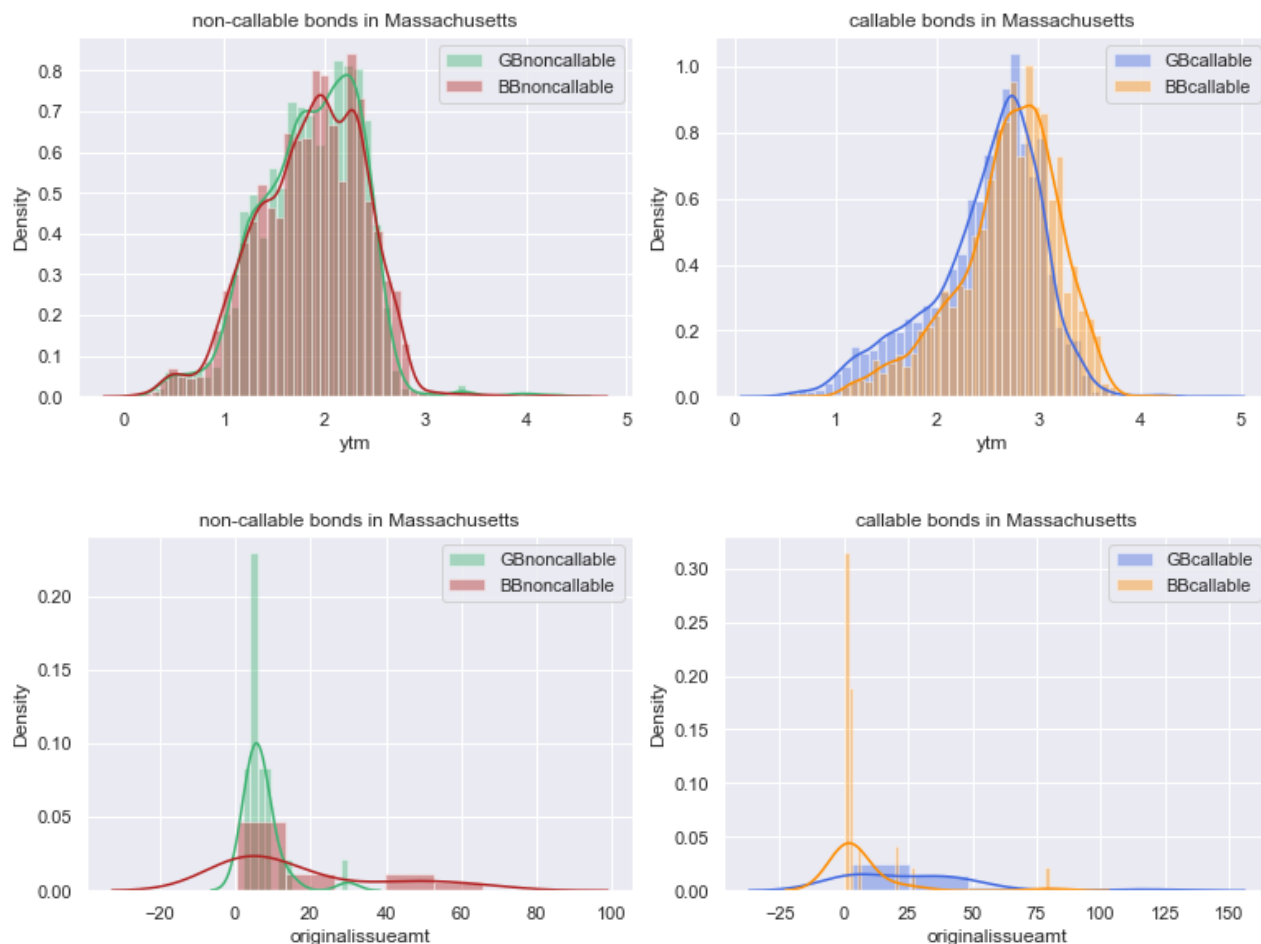 non-callable bonds in Massachusetts
GBnoncallable
BBnoncallable
0.8
0.7
0.6
0.5
0.4
0.3
0.2
0.1
0.0
Density
0 1 2 3 4 5
ytm
callable bonds in Massachusetts
GBcallable
BBcallable
1.0
0.8
0.6
0.4
0.2
0.0
Density
0 1 2 3 4 5
ytm
non-callable bonds in Massachusetts
GBnoncallable
BBnoncallable
0.20
0.15
0.10
0.05
0.00
Density
−20 0 20 40 60 80 100
originalissueamt
callable bonds in Massachusetts
GBcallable
BBcallable
0.30
0.25
0.20
0.15
0.10
0.05
0.00
Density
−25 0 25 50 75 100 125 150
originalissueamt